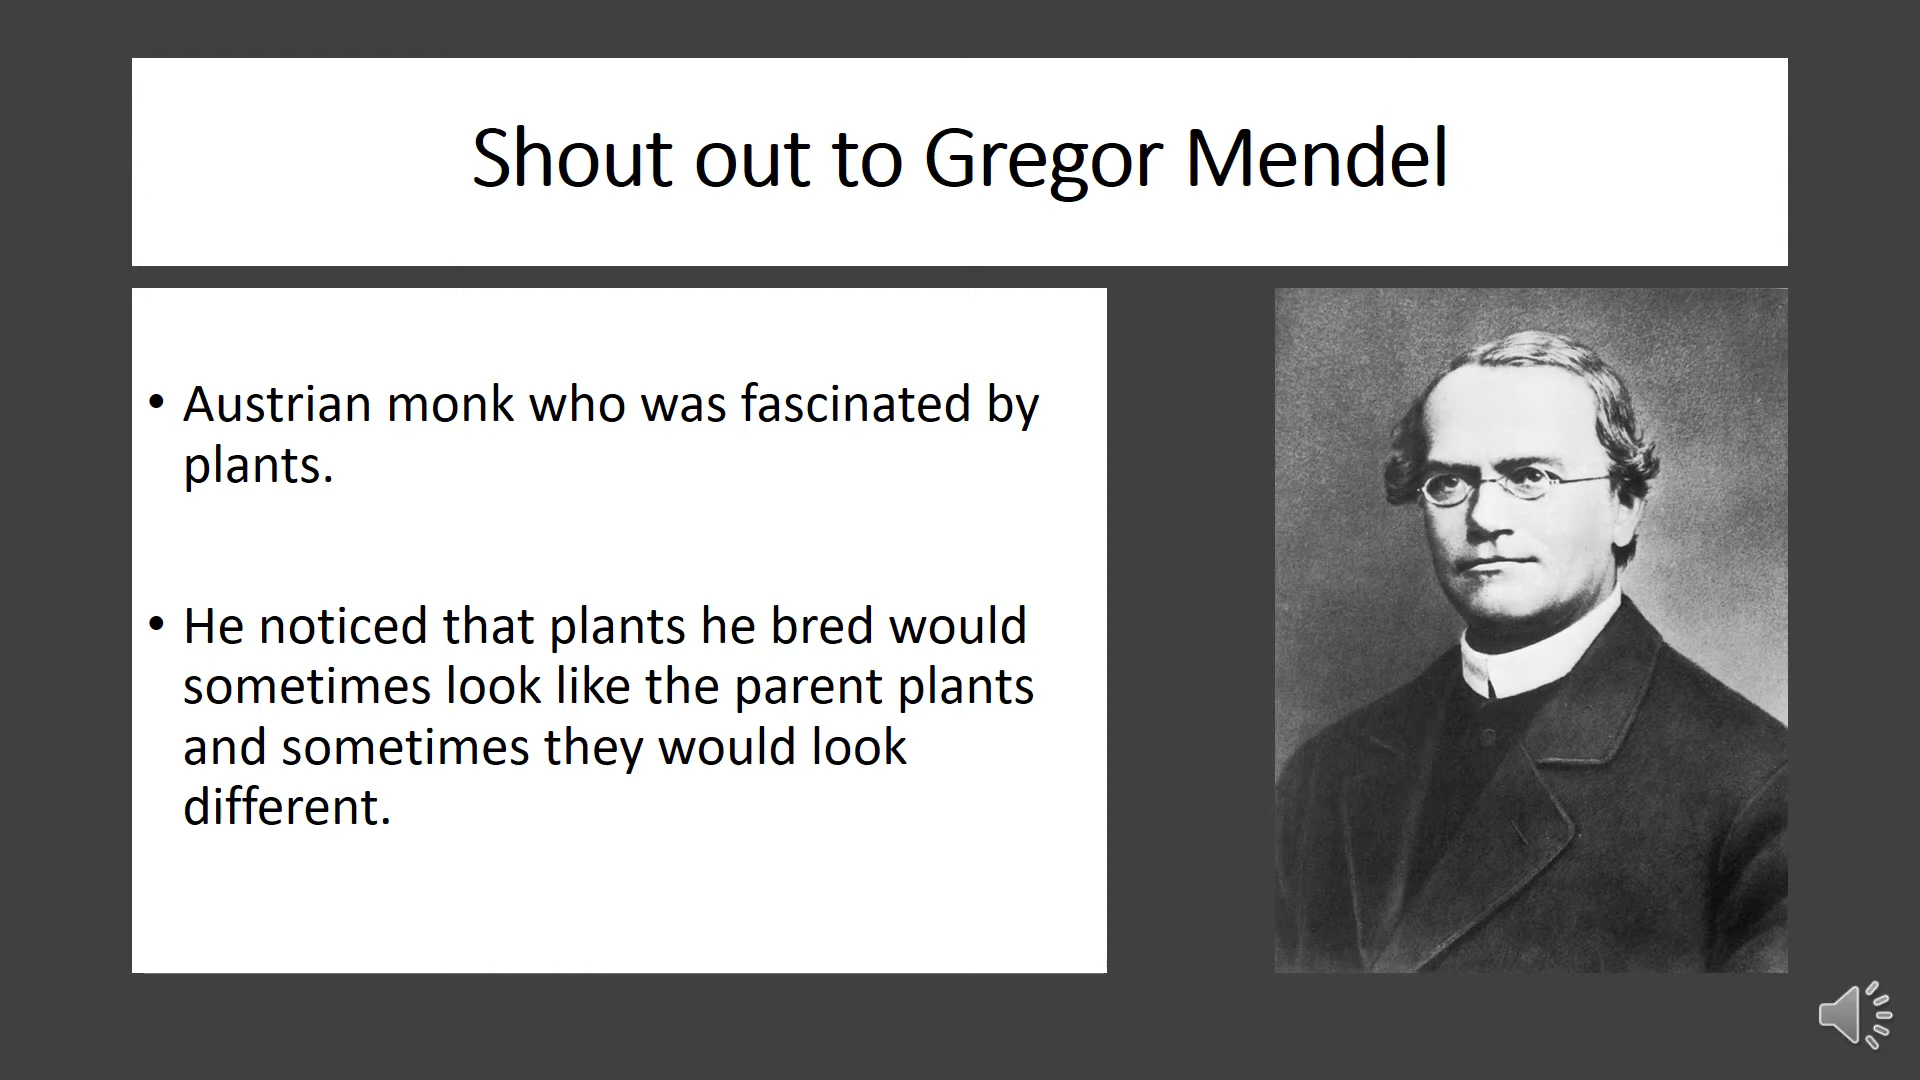 Shout out to Gregor Mendel
• Austrian monk who was fascinated by
plants.
• He noticed that plants he bred would
sometimes look like the parent plants
and sometimes they would look
different.